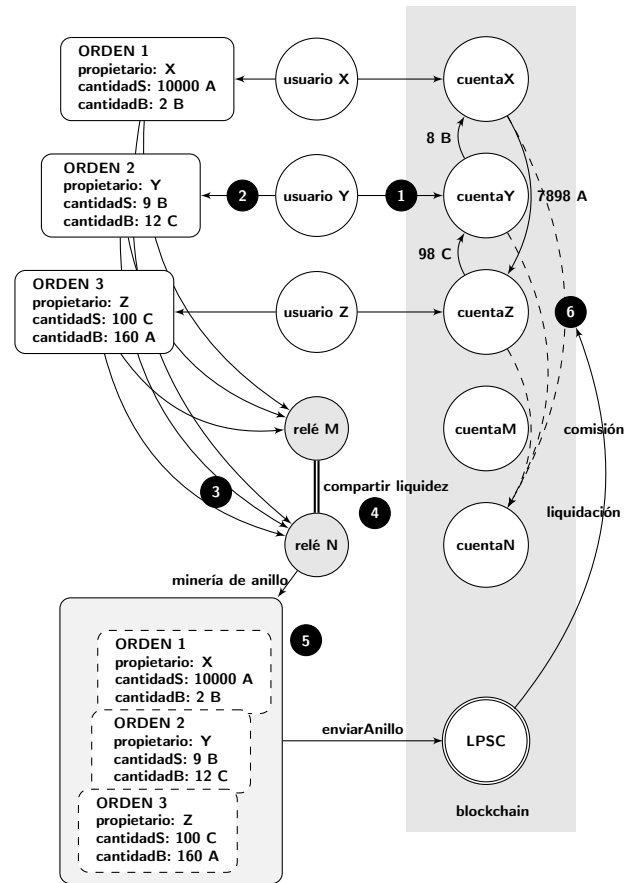 ORDEN 1
propietario: X
cantidadS: 10000 A
cantidadB: 2 B
usuario X
cuentaX
8 B
ORDEN 2
propietario: Y
cantidadS: 9 B
cantidadB: 12 C
2
usuario Y
1
cuentaY
7898 A
98 C
ORDEN 3
propietario: Z
cantidadS: 100 C
cantidadB: 160 A
usuario Z
cuentaZ
6
relé M
cuentaM
comisión
compartir liquidez
3
4
liquidación
relé N
cuentaN
minería de anillo
5
ORDEN 1
propietario: X
cantidadS: 10000 A
cantidadB: 2 B
ORDEN 2
propietario: Y
cantidadS: 9 B
cantidadB: 12 C
enviarAnillo
LPSC
ORDEN 3
propietario: Z
cantidadS: 100 C
cantidadB: 160 A
blockchain